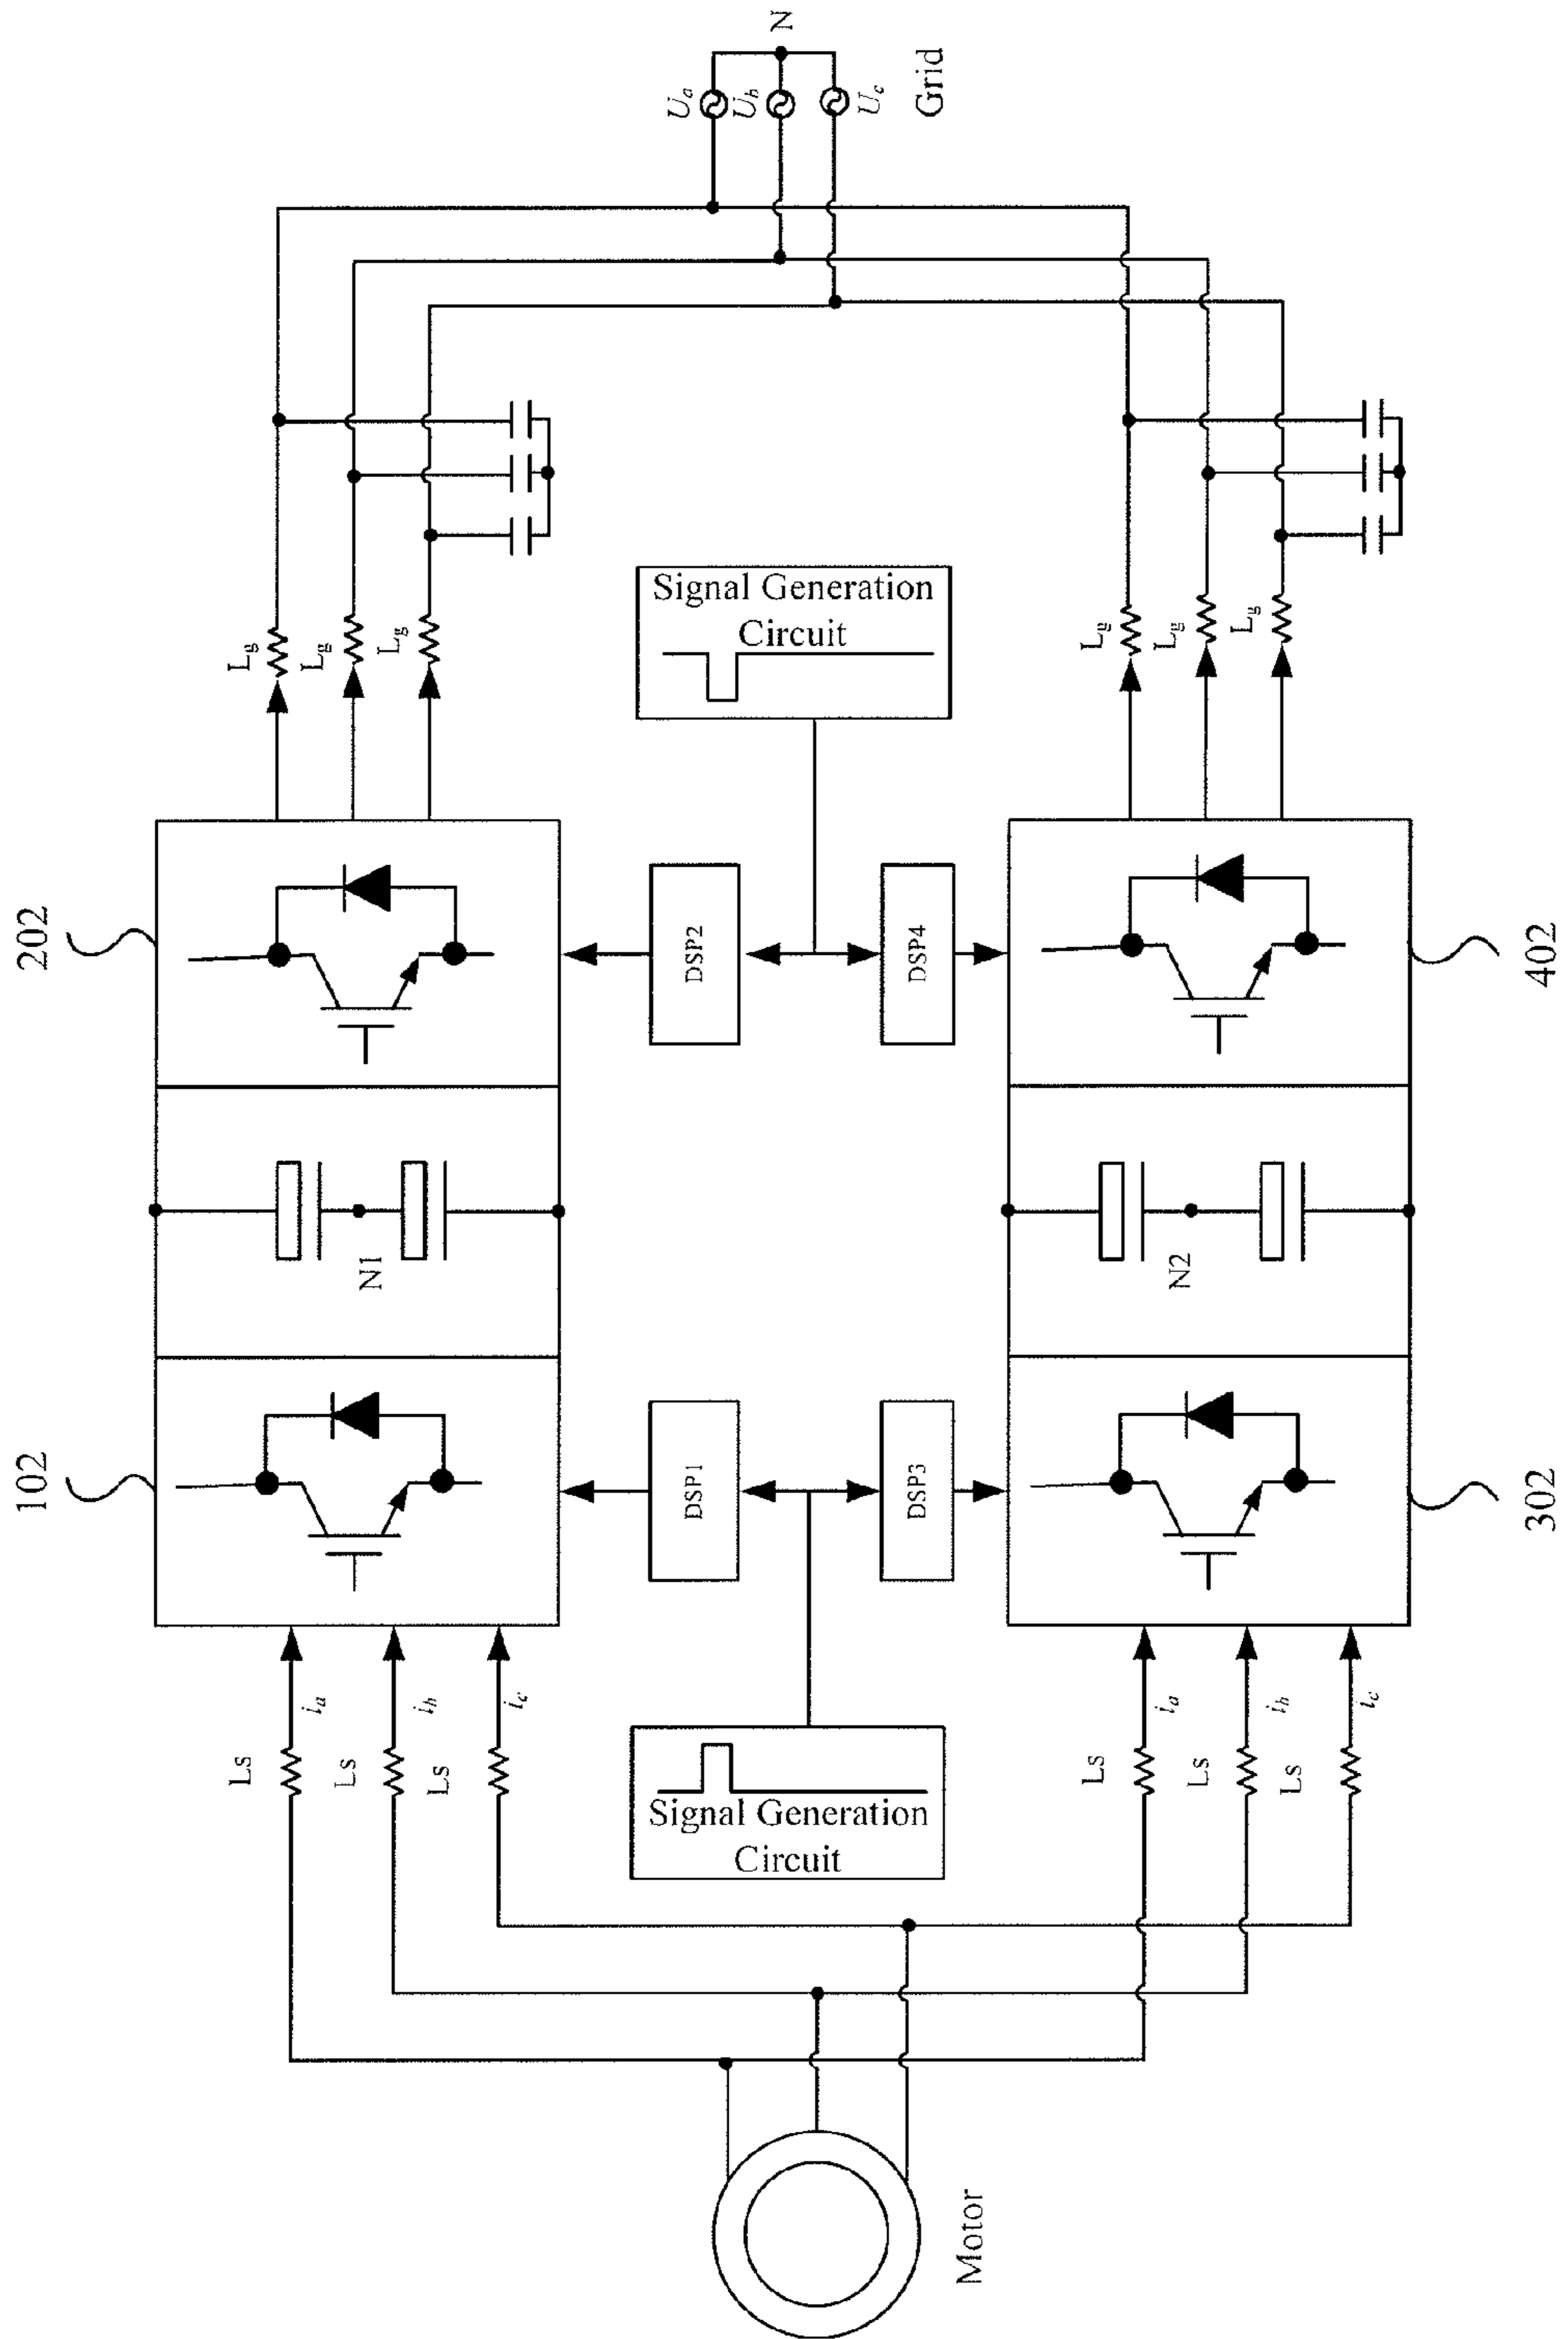 N
Ua
Ub
Uc
Grid
Lg
Lg
Lg
Lg
Lg
Lg
Signal Generation
Circuit
202
DSP2
DSP4
402
N1
N2
102
DSP1
DSP3
302
ia
ib
ic
ia
ib
ic
Ls
Ls
Ls
Ls
Ls
Ls
Signal Generation
Circuit
Motor